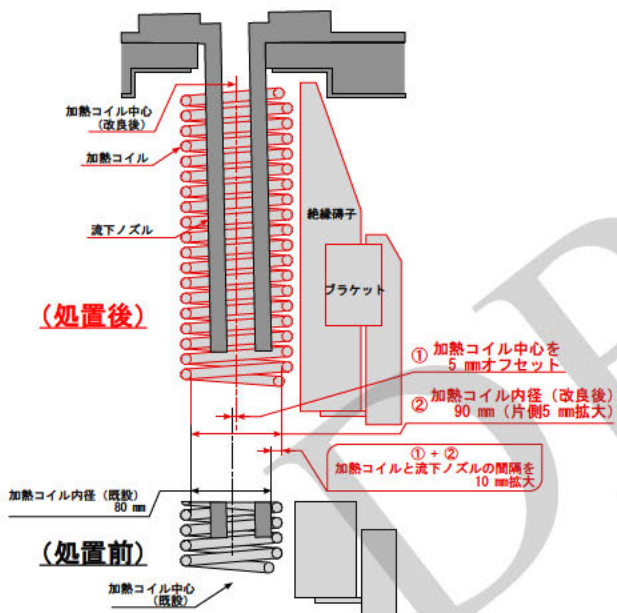 加熱コイル中心
(改良後)
加熱コイル
流下ノズル
絶縁碍子
ブラケット
(処置後)
① 加熱コイル中心を
5 mmオフセット
② 加熱コイル内径（改良後）
90 mm（片側5 mm拡大）
① + ②
加熱コイルと流下ノズルの間隔を
10 mm拡大
加熱コイル内径（既設）
80 mm
(処置前)
加熱コイル中心
(既設)